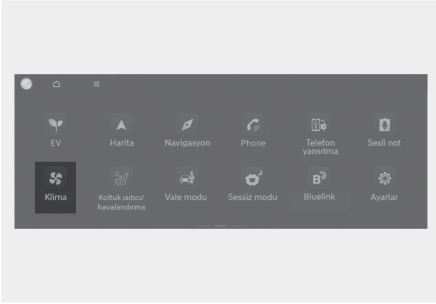 EV
Harita
Navigasyon
Phone
Telefon
yansıtma
Sesli not
Klima
Koltuk ısıtıcı/
havalandırma
Vale modu
Sessiz modu
Bluelink
Ayarlar